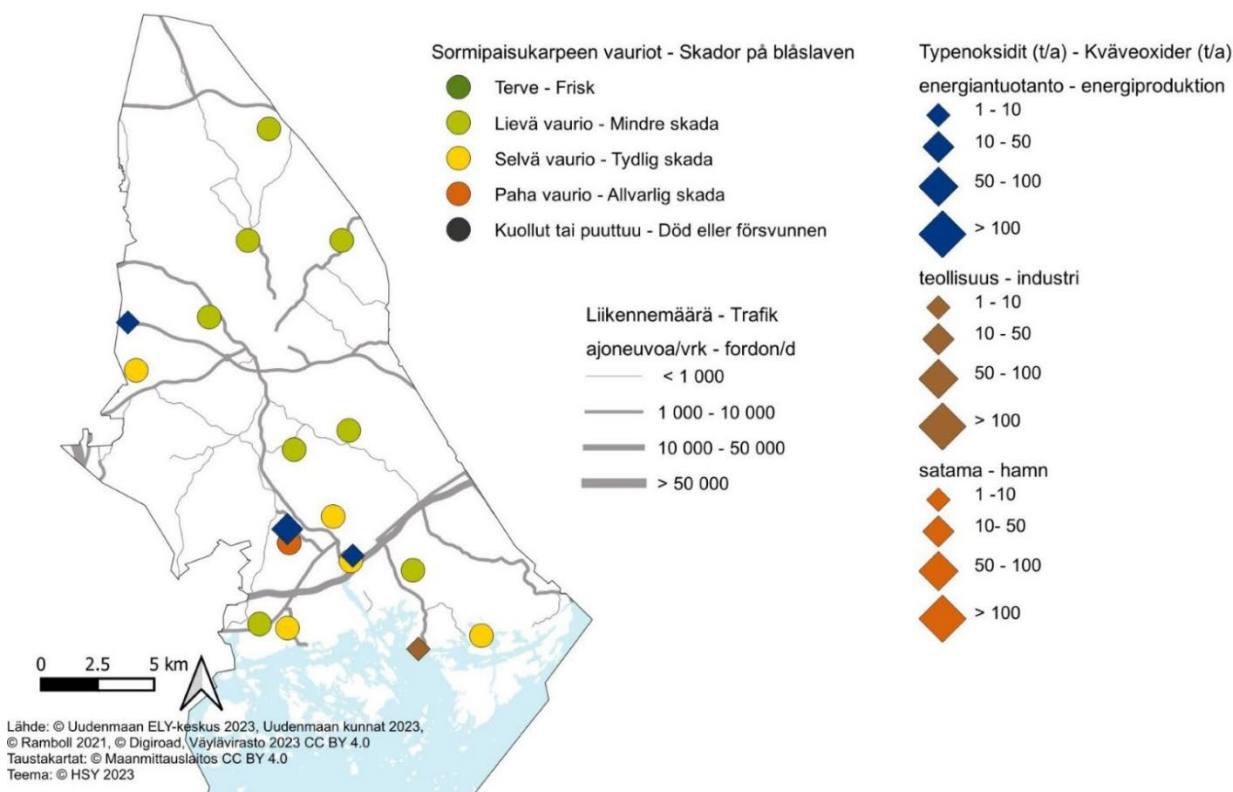 Sormipaisukarpeen vauriot - Skador på blåslaven
Terve - Frisk
Lievä vaurio - Mindre skada
Selvä vaurio - Tydlig skada
Paha vaurio - Allvarlig skada
Kuollut tai puuttuu - Död eller försvunnen
Liikennemäärä - Trafik
ajoneuvoa/vrk - fordon/d
< 1 000
1 000 - 10 000
10 000 - 50 000
> 50 000
Typenoksidit (t/a) - Kväveoxider (t/a)
energiantuotanto - energiproduktion
1 - 10
10 - 50
50 - 100
> 100
teollisuus - industri
1 - 10
10 - 50
50 - 100
> 100
satama - hamn
1 -10
10- 50
50 - 100
> 100
0 2.5 5 km
Lähde: © Uudenmaan ELY-keskus 2023, Uudenmaan kunnat 2023,
© Ramboll 2021, © Digiroad, Väylävirasto 2023 CC BY 4.0
Taustakartat: © Maanmittauslaitos CC BY 4.0
Teema: © HSY 2023